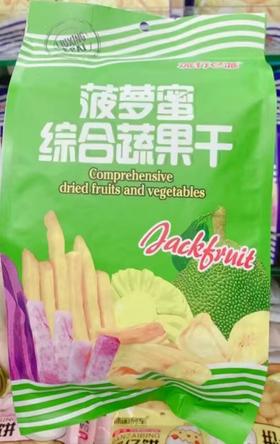 菠萝蜜
综合蔬果干
Comprehensive
dried fruits and vegetables
Jackfruit